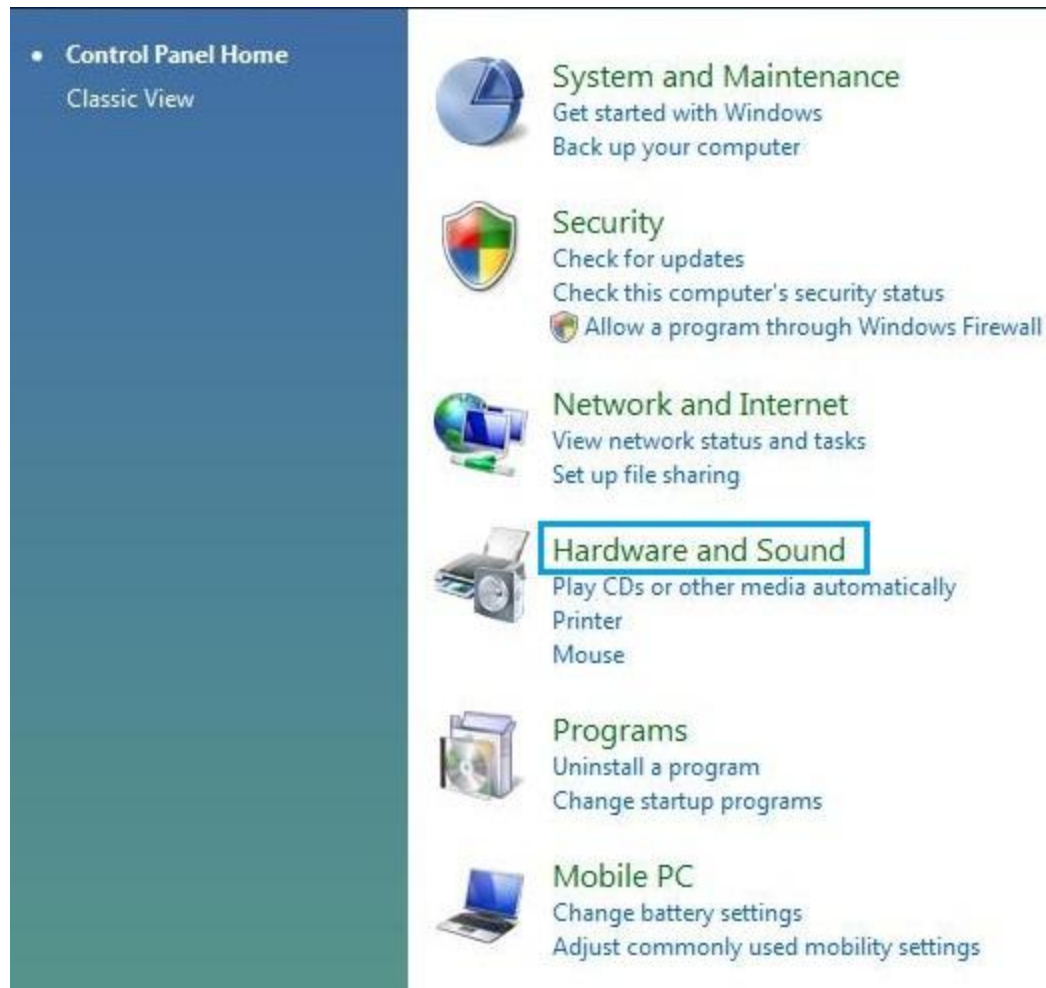 Control Panel Home
Classic View
System and Maintenance
Get started with Windows
Back up your computer
Security
Check for updates
Check this computer's security status
Allow a program through Windows Firewall
Network and Internet
View network status and tasks
Set up file sharing
Hardware and Sound
Play CDs or other media automatically
Printer
Mouse
Programs
Uninstall a program
Change startup programs
Mobile PC
Change battery settings
Adjust commonly used mobility settings